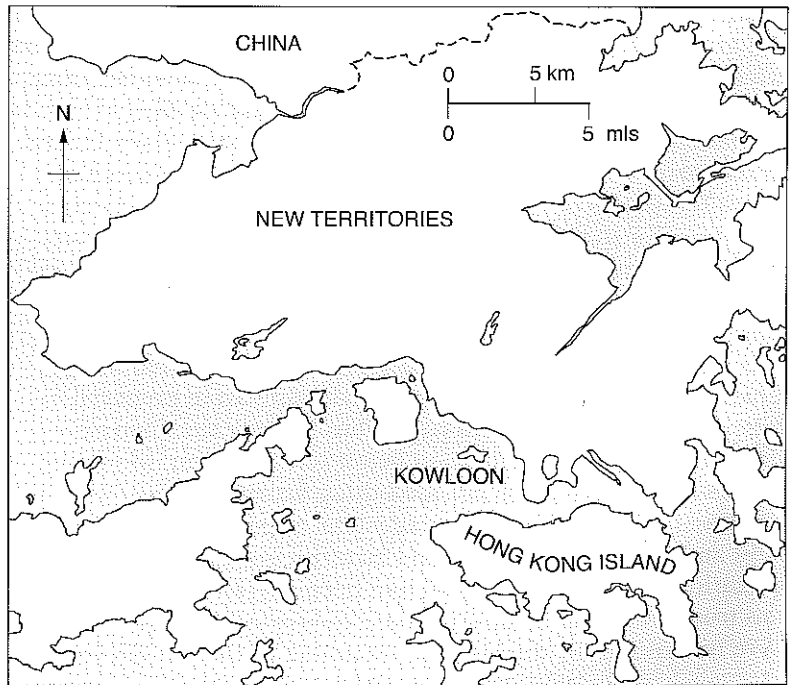 CHINA
0 5 km
0 5 mls
N
NEW TERRITORIES
KOWLOON
HONG KONG ISLAND